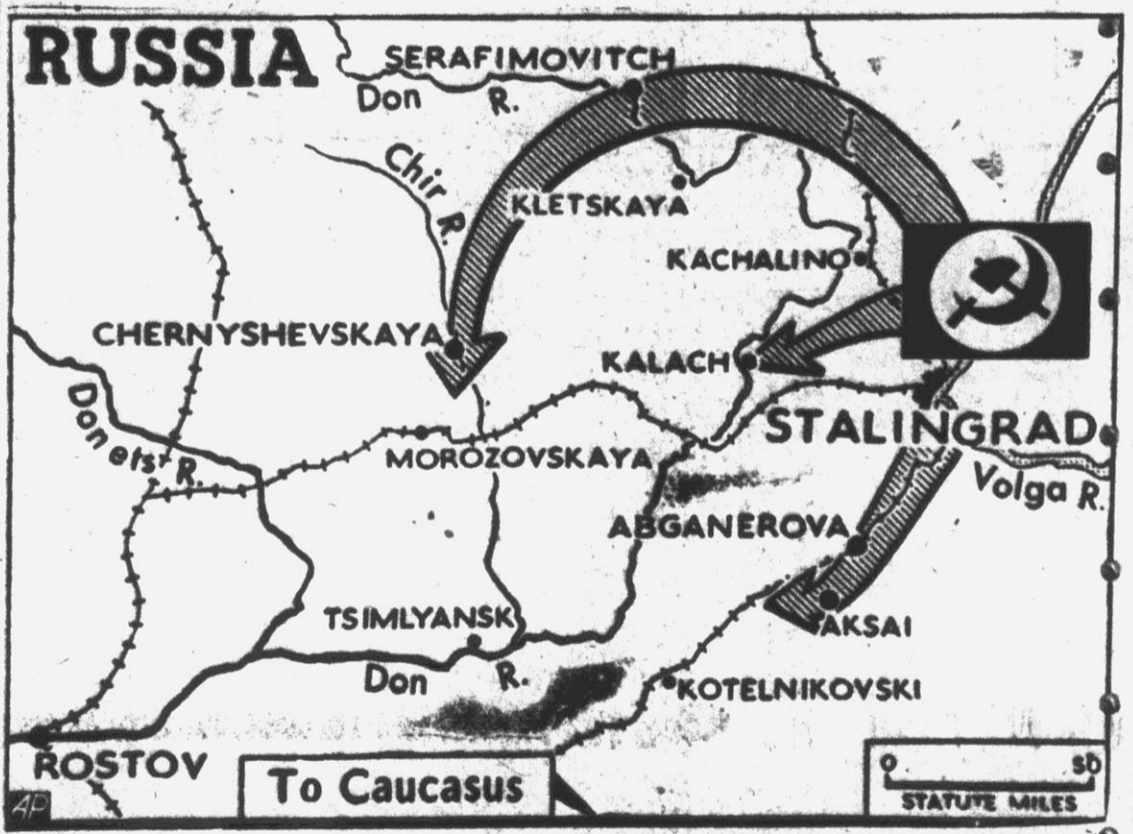 RUSSIA
SERAFIMOVITCH
Don R.
Chir R.
KLETSKAYA
KACHALINO
CHERNYSHEVSKAYA
KALACH
Donets R.
STALINGRAD
MOROZOVSKAYA
Volga R.
ABGANEROVA
TSIMLYANSK
AKSAI
Don R.
KOTELNIKOVSKI
ROSTOV
To Caucasus
0 50
STATUTE MILES
AP